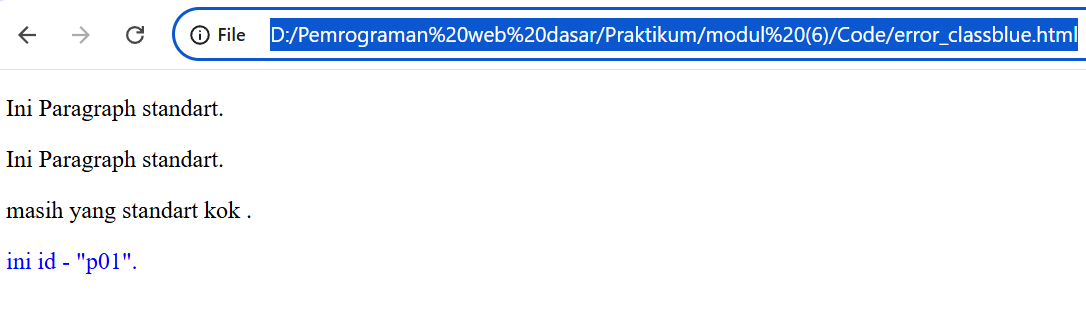 File D:/Pemrograman%20web%20dasar/Praktikum/modul%20(6)/Code/error_classblue.html
Ini Paragraph standart.
Ini Paragraph standart.
masih yang standart kok .
ini id - "p01".